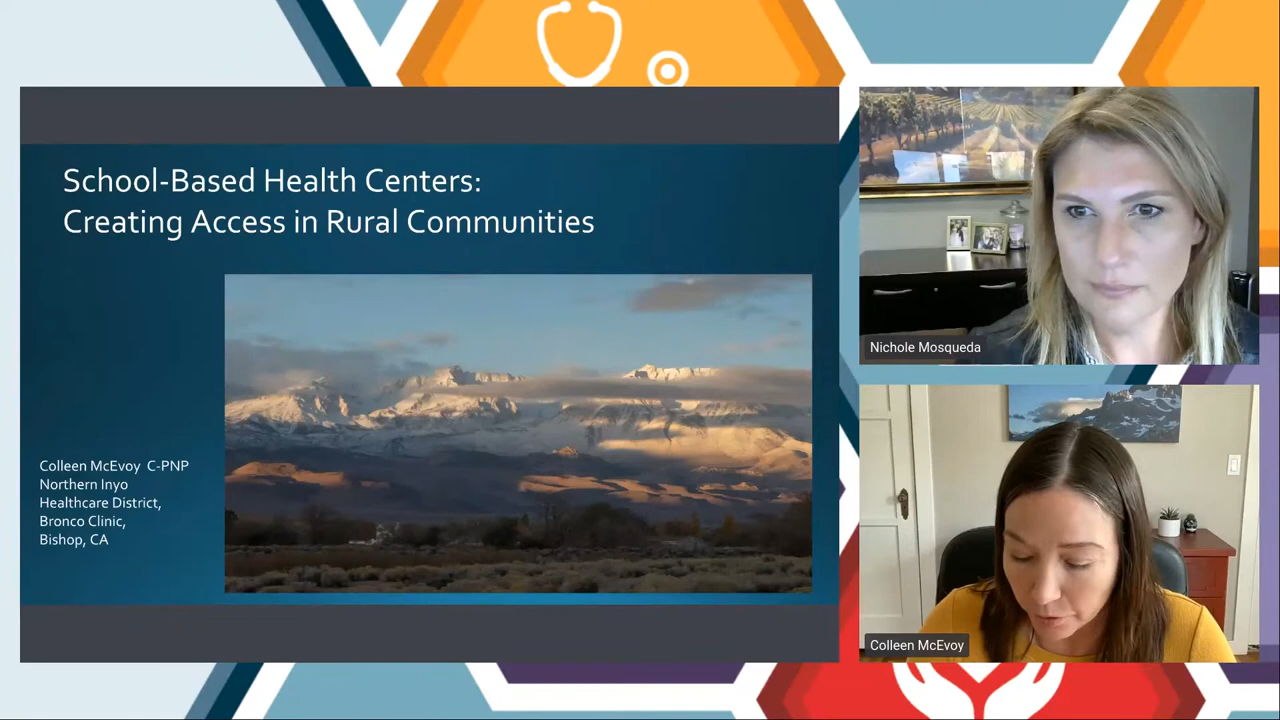 School-Based Health Centers:
Creating Access in Rural Communities
Colleen McEvoy  C-PNP
Northern Inyo
Healthcare District,
Bronco Clinic,
Bishop, CA
Nichole Mosqueda
Colleen McEvoy